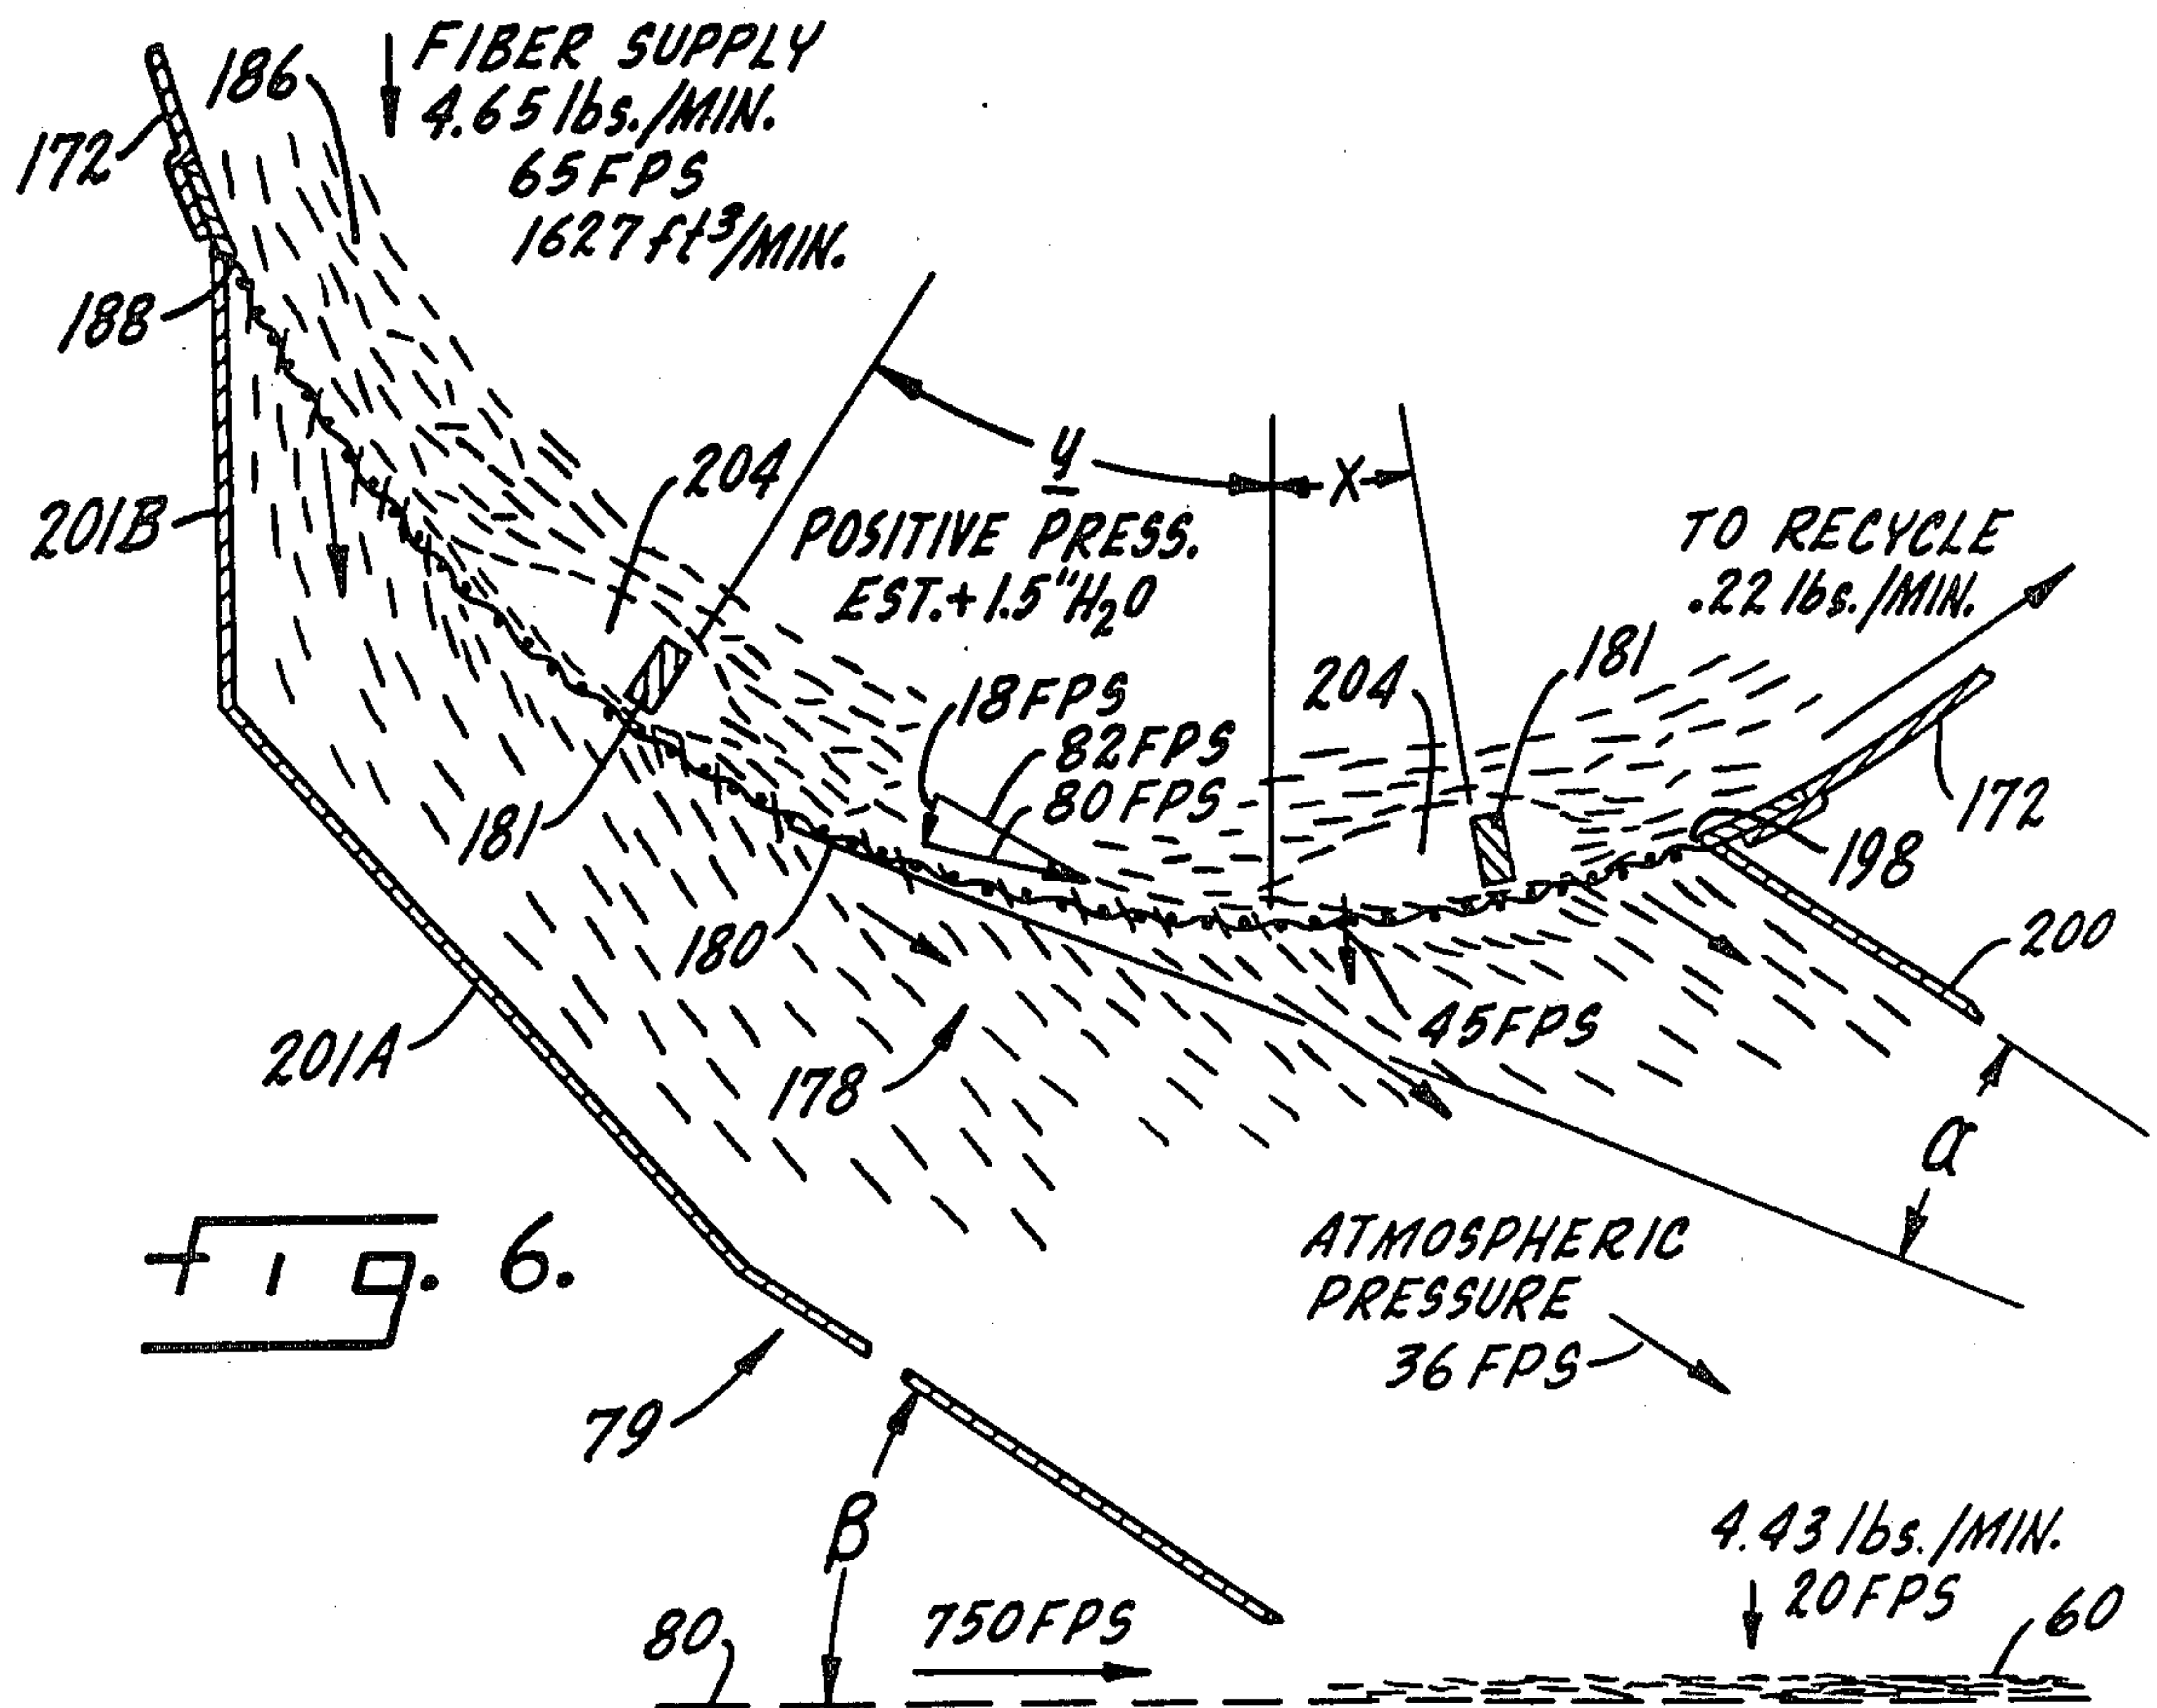 FIBER SUPPLY
4.65 lbs./MIN.
65 FPS
1627 ft³/MIN.
186
172
188
201B
204
y
X
POSITIVE PRESS.
EST.+ 1.5"H₂O
TO RECYCLE
.22 lbs./MIN.
18 FPS
82 FPS
80 FPS
204
181
181
172
198
180
200
201A
178
45 FPS
α
Fig. 6.
ATMOSPHERIC
PRESSURE
36 FPS
79
β
4.43 lbs./MIN.
20 FPS
80
750 FPS
60